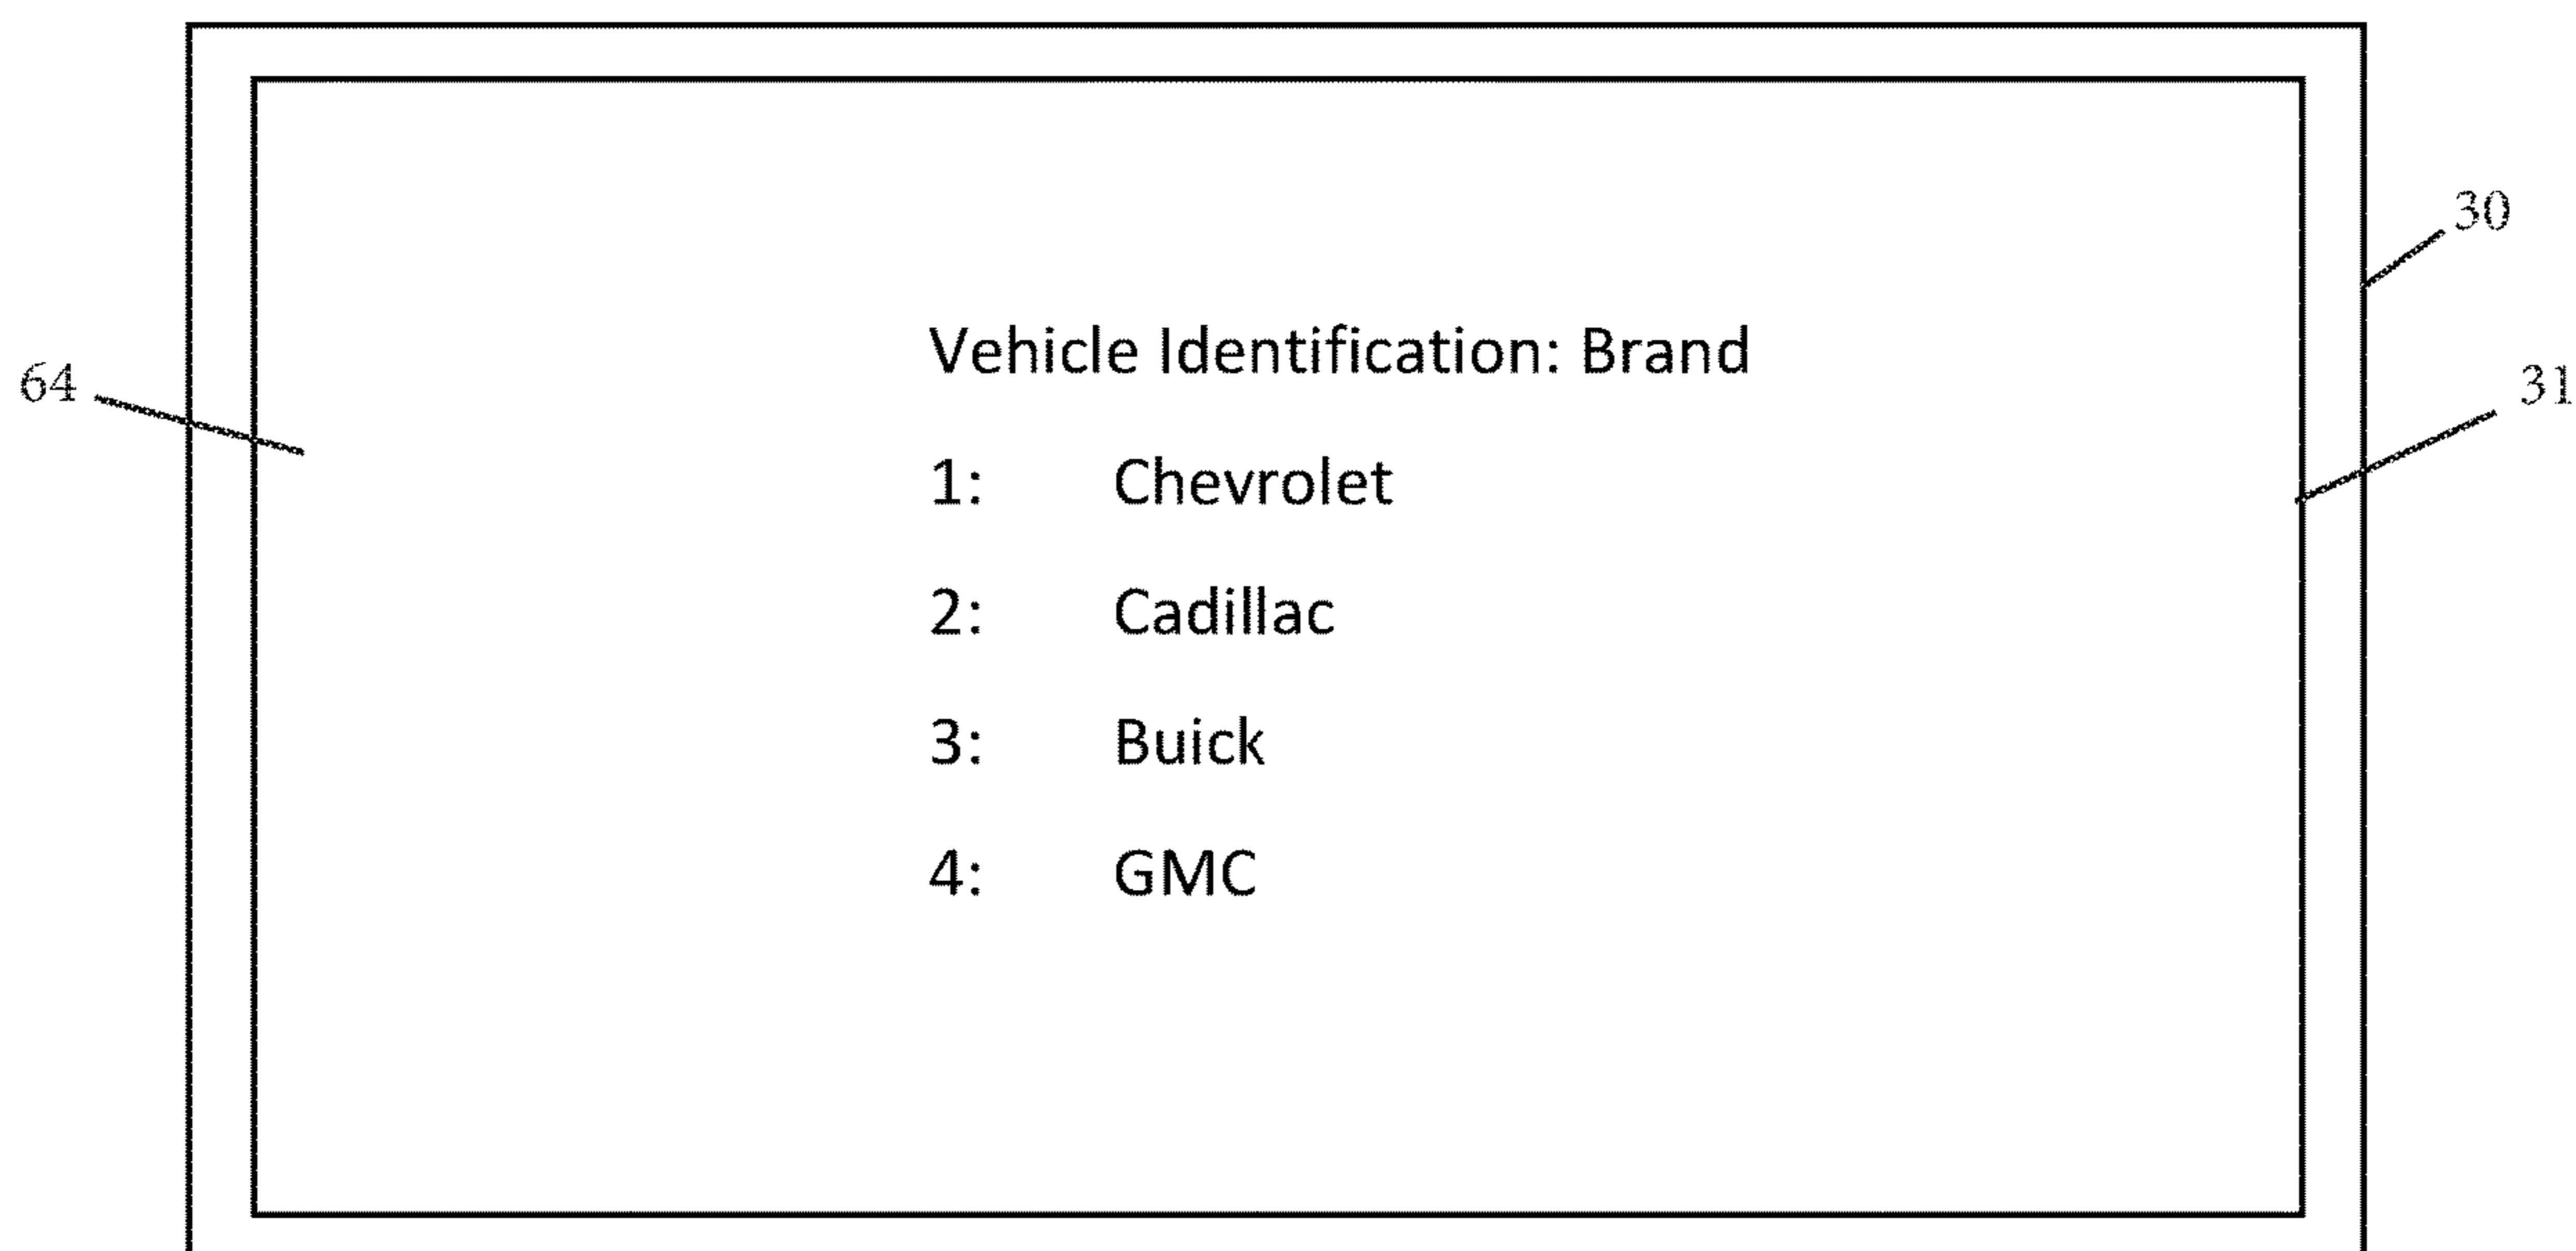 30
Vehicle Identification: Brand
64
31
1: Chevrolet
2: Cadillac
3: Buick
4: GMC